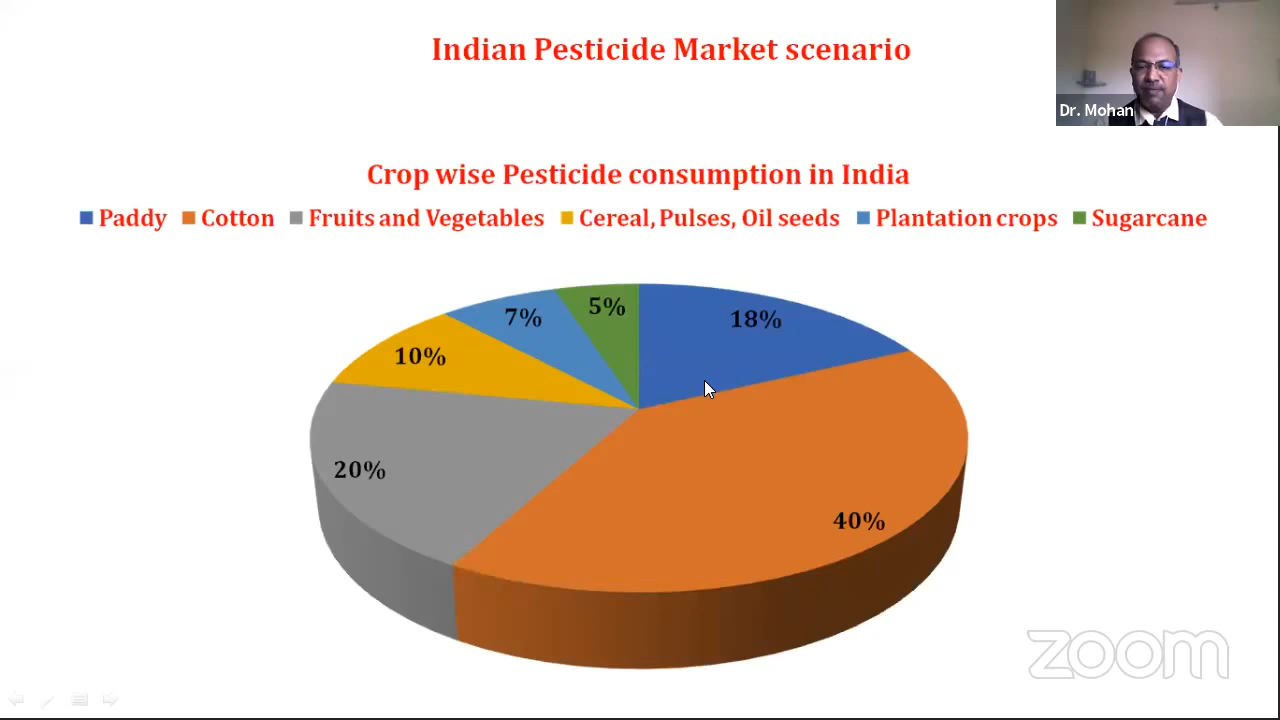 Indian Pesticide Market scenario
Dr. Mohan
Crop wise Pesticide consumption in India
Paddy Cotton Fruits and Vegetables Cereal, Pulses, Oil seeds Plantation crops Sugarcane
5%
7%
18%
10%
20%
40%
zoom